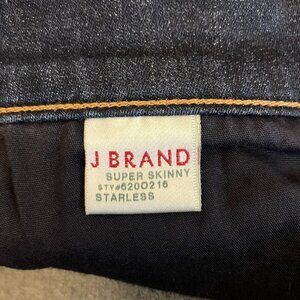 J BRAND
SUPER SKINNY
STY#620O216
STARLESS